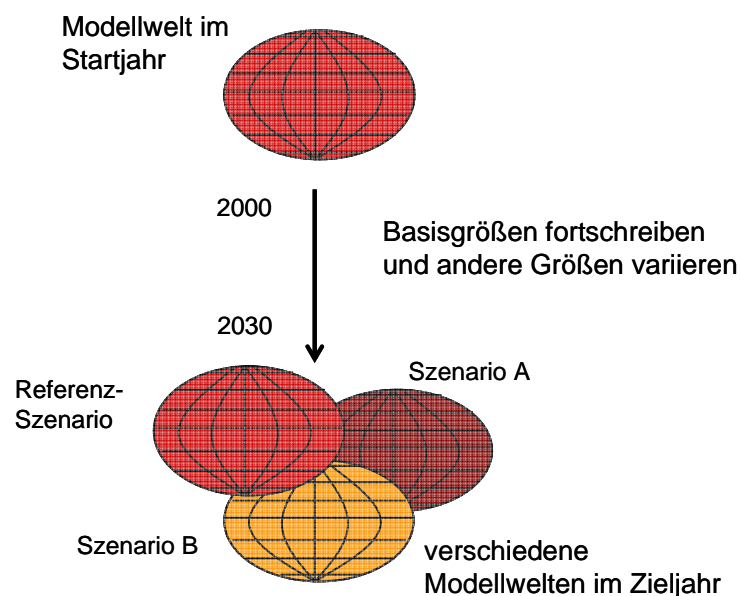 Modellwelt im
Startjahr
2000
Basisgrößen fortschreiben
und andere Größen variieren
2030
Szenario A
Referenz-
Szenario
Szenario B
verschiedene
Modellwelten im Zieljahr